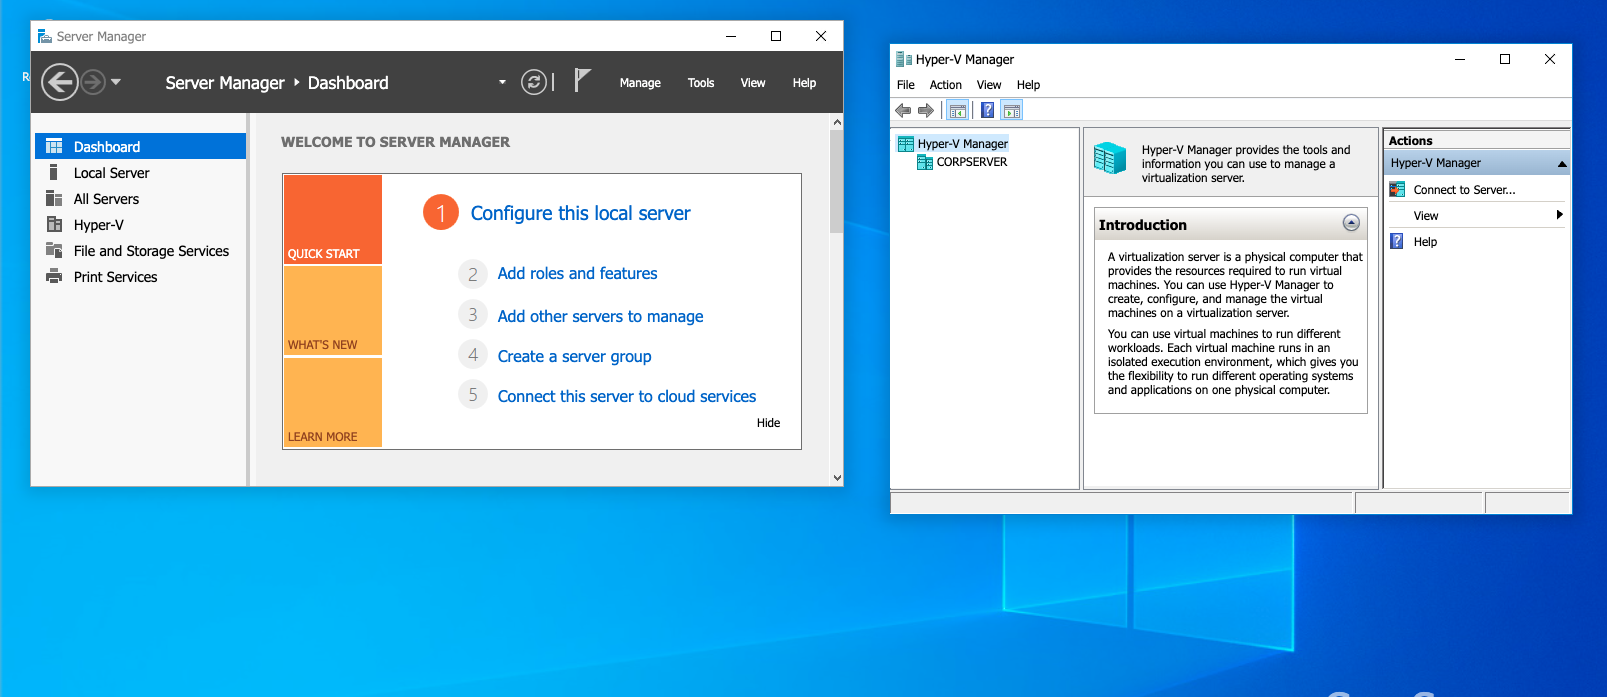 Server Manager
Server Manager Dashboard
Manage
Tools
View
Help
Dashboard
Local Server
All Servers
Hyper-V
File and Storage Services
Print Services
WELCOME TO SERVER MANAGER
QUICK START
WHAT'S NEW
LEARN MORE
1 Configure this local server
2 Add roles and features
3 Add other servers to manage
4 Create a server group
5 Connect this server to cloud services
Hide
Hyper-V Manager
File Action View Help
Hyper-V Manager
CORPSERVER
Hyper-V Manager provides the tools and
information you can use to manage a
virtualization server.
Introduction
A virtualization server is a physical computer that
provides the resources required to run virtual
machines. You can use Hyper-V Manager to
create, configure, and manage the virtual
machines on a virtualization server.
You can use virtual machines to run different
workloads. Each virtual machine runs in an
isolated execution environment, which gives you
the flexibility to run different operating systems
and applications on one physical computer.
Actions
Hyper-V Manager
Connect to Server...
View
Help